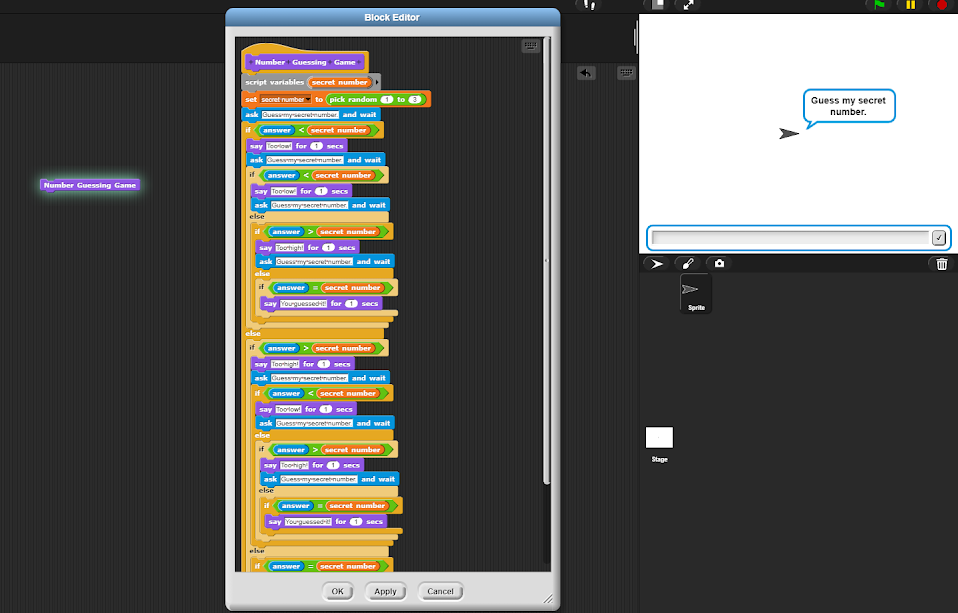 Block Editor
Number Guessing Game
script variables secret number
set secret number to pick random 1 to 3
ask Guess my secret number. and wait
if answer < secret number
say Too low! for 1 secs
ask Guess my secret number. and wait
if answer < secret number
say Too low! for 1 secs
ask Guess my secret number. and wait
else
if answer > secret number
say Too high! for 1 secs
ask Guess my secret number. and wait
else
if answer = secret number
say You guessed it! for 1 secs
else
if answer > secret number
say Too high! for 1 secs
ask Guess my secret number. and wait
if answer < secret number
say Too low! for 1 secs
ask Guess my secret number. and wait
else
if answer > secret number
say Too high! for 1 secs
ask Guess my secret number. and wait
else
if answer = secret number
say You guessed it! for 1 secs
else
if answer = secret number
OK Apply Cancel
Number Guessing Game
Guess my secret
number.
Sprite
Stage